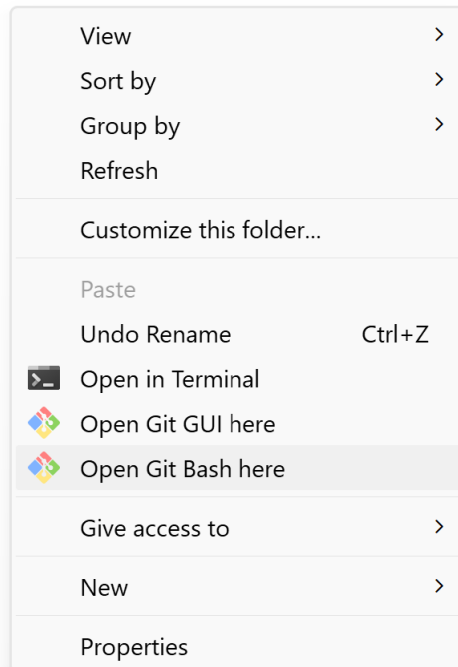 View
Sort by
Group by
Refresh
Customize this folder...
Paste
Undo Rename Ctrl+Z
Open in Terminal
Open Git GUI here
Open Git Bash here
Give access to
New
Properties